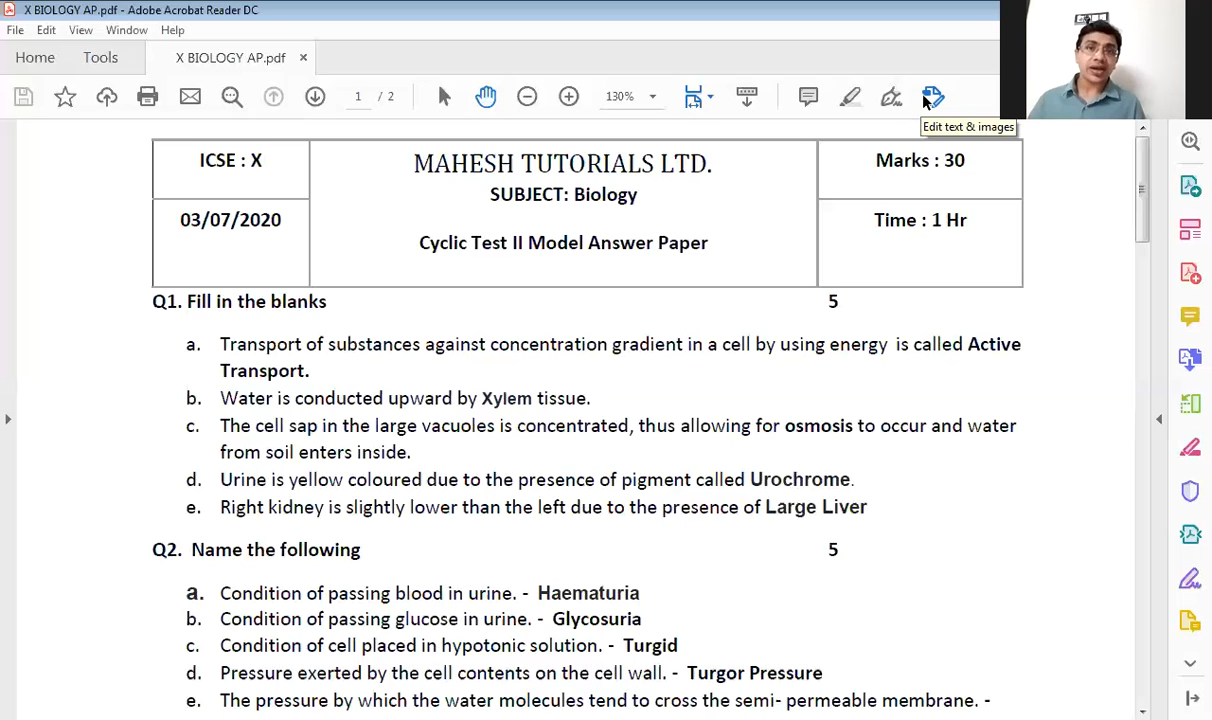 X BIOLOGY AP.pdf - Adobe Acrobat Reader DC
File Edit View Window Help
Home Tools X BIOLOGY AP.pdf ×
1 / 2 130%
Edit text & images
ICSE : X
MAHESH TUTORIALS LTD.
Marks : 30
SUBJECT: Biology
03/07/2020
Time : 1 Hr
Cyclic Test II Model Answer Paper
Q1. Fill in the blanks 5
a. Transport of substances against concentration gradient in a cell by using energy is called Active
Transport.
b. Water is conducted upward by Xylem tissue.
c. The cell sap in the large vacuoles is concentrated, thus allowing for osmosis to occur and water
from soil enters inside.
d. Urine is yellow coloured due to the presence of pigment called Urochrome.
e. Right kidney is slightly lower than the left due to the presence of Large Liver
Q2. Name the following 5
a. Condition of passing blood in urine. - Haematuria
b. Condition of passing glucose in urine. - Glycosuria
c. Condition of cell placed in hypotonic solution. - Turgid
d. Pressure exerted by the cell contents on the cell wall. - Turgor Pressure
e. The pressure by which the water molecules tend to cross the semi- permeable membrane. -